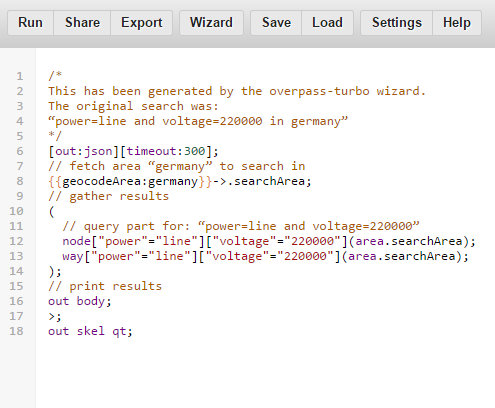 Run Share Export Wizard Save Load Settings Help
1 /*
2 This has been generated by the overpass-turbo wizard.
3 The original search was:
4 “power=line and voltage=220000 in germany”
5 */
6 [out:json][timeout:300];
7 // fetch area “germany” to search in
8 {{geocodeArea:germany}}->.searchArea;
9 // gather results
10 (
11 // query part for: “power=line and voltage=220000”
12 node["power"="line"]["voltage"="220000"](area.searchArea);
13 way["power"="line"]["voltage"="220000"](area.searchArea);
14 );
15 // print results
16 out body;
17 >;
18 out skel qt;